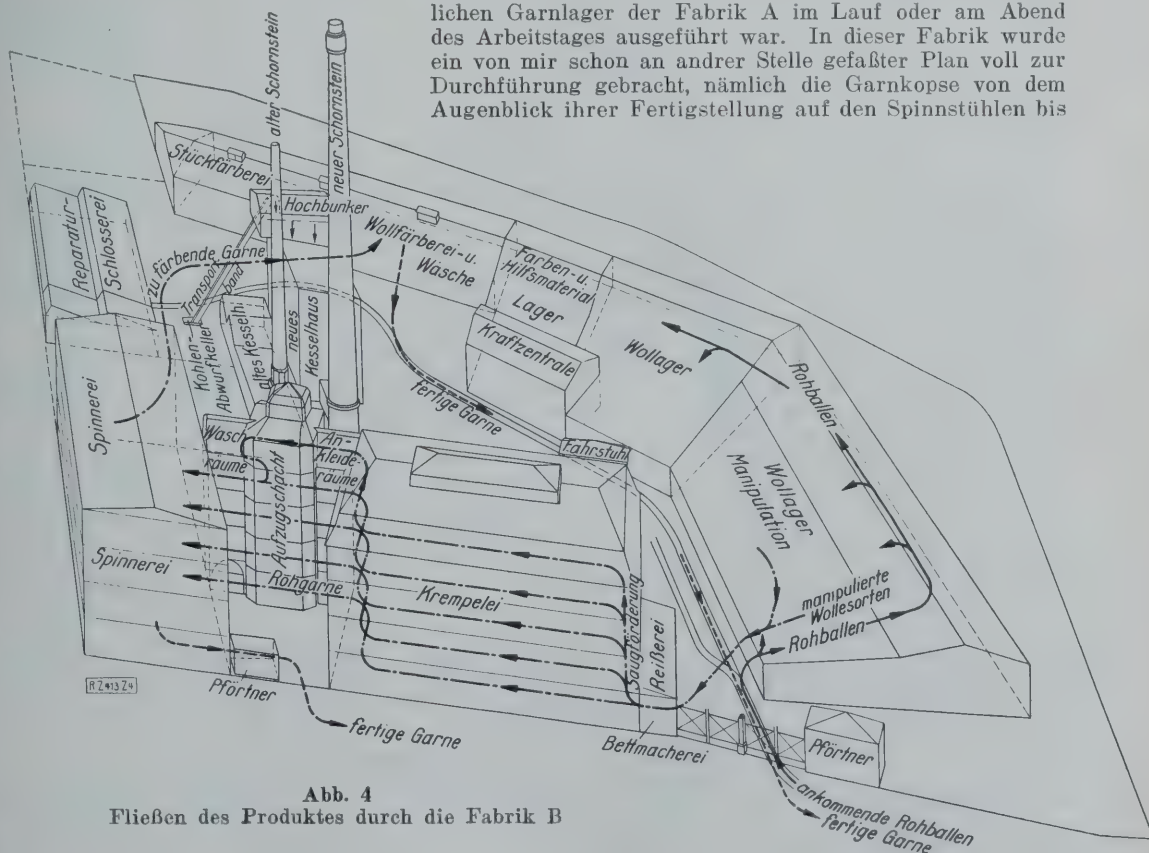 lichen Garnlager der Fabrik A im Lauf oder am Abend
des Arbeitstages ausgeführt war. In dieser Fabrik wurde
ein von mir schon an andrer Stelle gefaßter Plan voll zur
Durchführung gebracht, nämlich die Garnkopse von dem
Augenblick ihrer Fertigstellung auf den Spinnstühlen bis
alter Schornstein
neuer Schornstein
Stückfärberei
Hochbunker
Reparatur-
Schlosserei
zu färbende Garne
Transport
band
Wollfärberei-u.
Wäsche
Farben-u.
Hilfsmaterial
Lager
Kohlen-
Abwurfkeller
altes Kesselh.
neues
Kesselhaus
Kraftzentrale
Wollager
Rohballen
fertige Garne
Spinnerei
Wasch
räume
An-
kleide-
räume
Fahrstuhl
Aufzugschacht
Wollager
Manipulation
Spinnerei
Rohgarne
Krempelei
Saugförderung
Reißerei
manipulierte
Wollesorten
Rohballen
R Z 413 Z 4
Pförtner
fertige Garne
Bettmacherei
Pförtner
ankommende Rohballen
fertige Garne
Abb. 4
Fließen des Produktes durch die Fabrik B